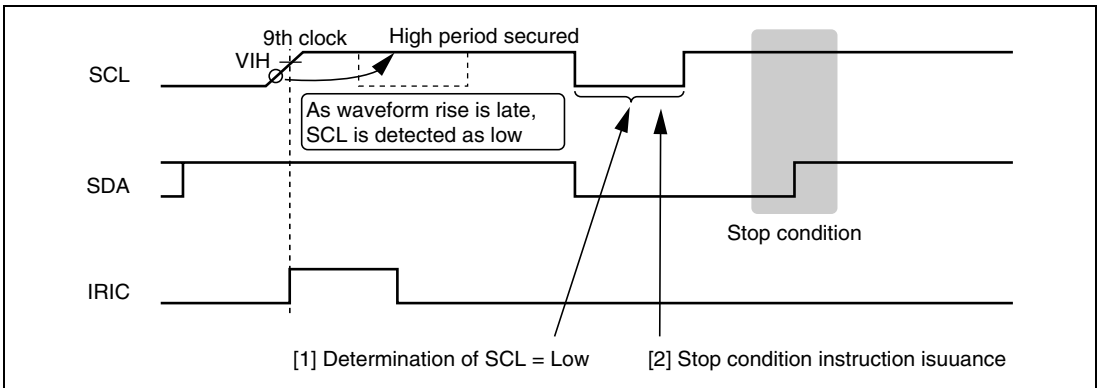 9th clock
High period secured
VIH
SCL
As waveform rise is late,
SCL is detected as low
SDA
Stop condition
IRIC
[1] Determination of SCL = Low
[2] Stop condition instruction isuuance